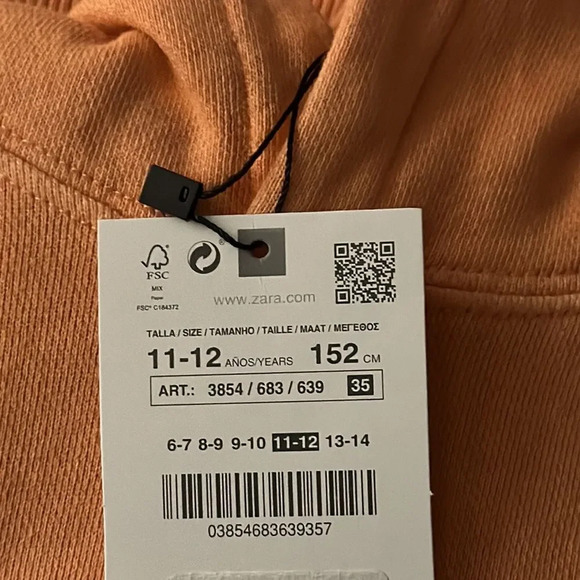 FSC
MIX
Paper
FSC® C184372
®
www.zara.com
TALLA / SIZE / TAMANHO / TAILLE / MAAT / ΜΕΓΕΘΟΣ
11-12 AÑOS/YEARS 152 CM
ART.: 3854 / 683 / 639 35
6-7 8-9 9-10 11-12 13-14
03854683639357